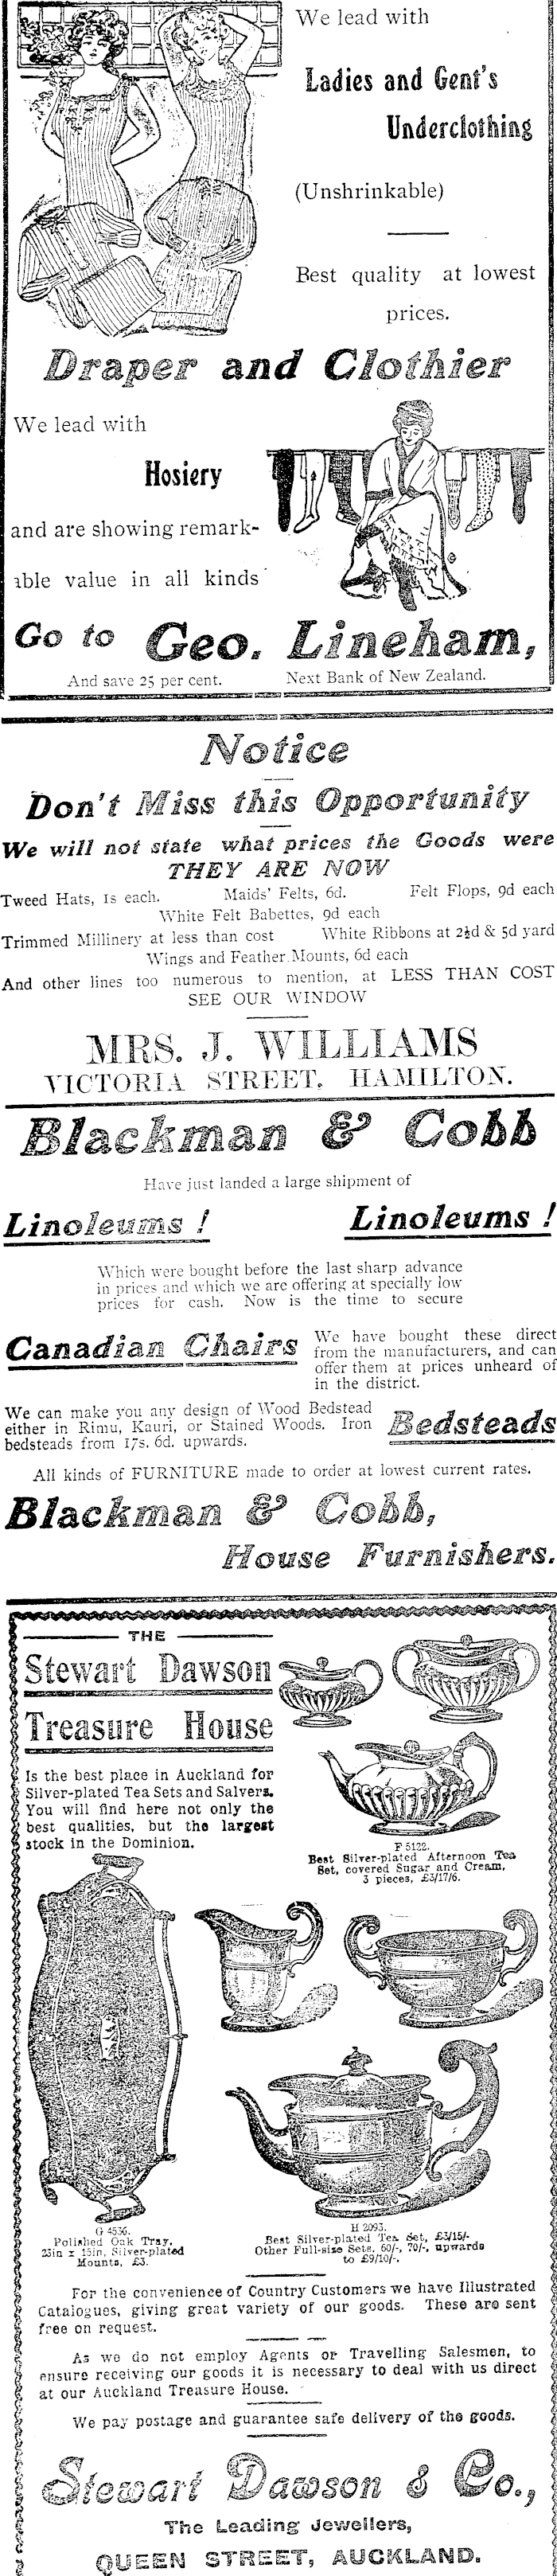 We lead with
Ladies and Gent's
Underclothing
(Unshrinkable)
Best quality at lowest
prices.
Draper and Clothier
We lead with
Hosiery
and are showing remark-
able value in all kinds
Go to Geo. Lineham,
And save 25 per cent. Next Bank of New Zealand.
Notice
Don't Miss this Opportunity
We will not state what prices the Goods were
THEY ARE NOW
Tweed Hats, 1s each. Maids' Felts, 6d. Felt Flops, 9d each
White Felt Babettes, 9d each
Trimmed Millinery at less than cost White Ribbons at 2½d & 5d yard
Wings and Feather Mounts, 6d each
And other lines too numerous to mention, at LESS THAN COST
SEE OUR WINDOW
MRS. J. WILLIAMS
VICTORIA STREET, HAMILTON.
Blackman & Cobb
Have just landed a large shipment of
Linoleums ! Linoleums !
Which were bought before the last sharp advance
in prices and which we are offering at specially low
prices for cash. Now is the time to secure
Canadian Chairs
We have bought these direct
from the manufacturers, and can
offer them at prices unheard of
in the district.
We can make you any design of Wood Bedstead
either in Rimu, Kauri, or Stained Woods. Iron
bedsteads from 17s. 6d. upwards.
Bedsteads
All kinds of FURNITURE made to order at lowest current rates.
Blackman & Cobb,
House Furnishers.
THE
Stewart Dawson
Treasure House
Is the best place in Auckland for
Silver-plated Tea Sets and Salvers.
You will find here not only the
best qualities, but the largest
stock in the Dominion.
F 5122.
Best Silver-plated Afternoon Tea
Set, covered Sugar and Cream,
3 pieces, £3/17/6.
G 4536.
Polished Oak Tray,
23in x 15in, Silver-plated
Mounts, £3.
H 2093.
Best Silver-plated Tea Set, £3/15/-
Other Full-size Sets, 60/-, 70/-, upwards
to £9/10/-.
For the convenience of Country Customers we have Illustrated
Catalogues, giving great variety of our goods. These are sent
free on request.
As we do not employ Agents or Travelling Salesmen, to
ensure receiving our goods it is necessary to deal with us direct
at our Auckland Treasure House.
We pay postage and guarantee safe delivery of the goods.
Stewart Dawson & Co.,
The Leading Jewellers,
QUEEN STREET, AUCKLAND.